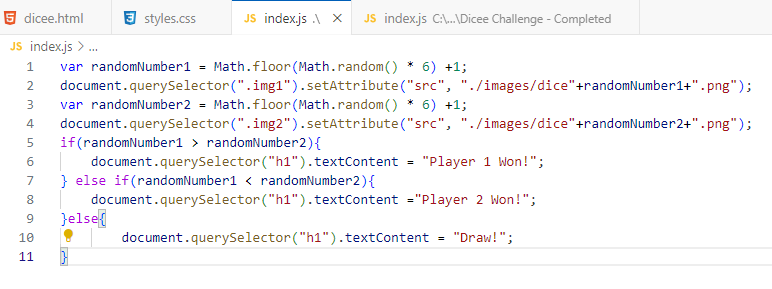 dicee.html styles.css JS index.js .\ × JS index.js C:\...\Dicee Challenge - Completed
JS index.js > ...
1 var randomNumber1 = Math.floor(Math.random() * 6) +1;
2 document.querySelector(".img1").setAttribute("src", "./images/dice"+randomNumber1+".png");
3 var randomNumber2 = Math.floor(Math.random() * 6) +1;
4 document.querySelector(".img2").setAttribute("src", "./images/dice"+randomNumber2+".png");
5 if(randomNumber1 > randomNumber2){
6     document.querySelector("h1").textContent = "Player 1 Won!";
7 } else if(randomNumber1 < randomNumber2){
8     document.querySelector("h1").textContent ="Player 2 Won!";
9 }else{
10         document.querySelector("h1").textContent = "Draw!";
11 }